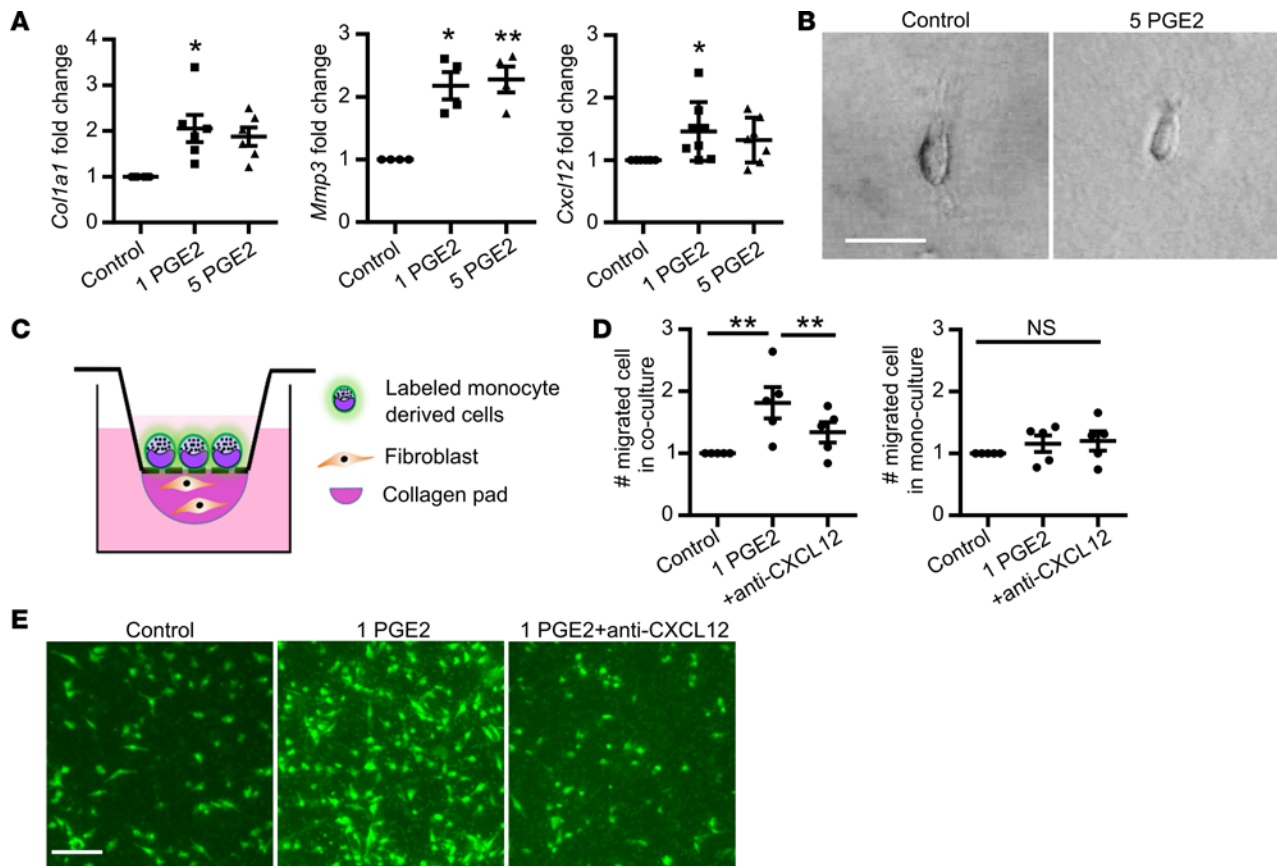 A
Col1a1 fold change
4
3
2
1
0
*
Control
1 PGE2
5 PGE2
Mmp3 fold change
3
2
1
0
*
**
Control
1 PGE2
5 PGE2
Cxcl12 fold change
3
2
1
0
*
Control
1 PGE2
5 PGE2
B
Control
5 PGE2
C
Labeled monocyte
derived cells
Fibroblast
Collagen pad
D
# migrated cell
in co-culture
3
2
1
0
**
**
Control
1 PGE2
+anti-CXCL12
# migrated cell
in mono-culture
3
2
1
0
NS
Control
1 PGE2
+anti-CXCL12
E
Control
1 PGE2
1 PGE2+anti-CXCL12